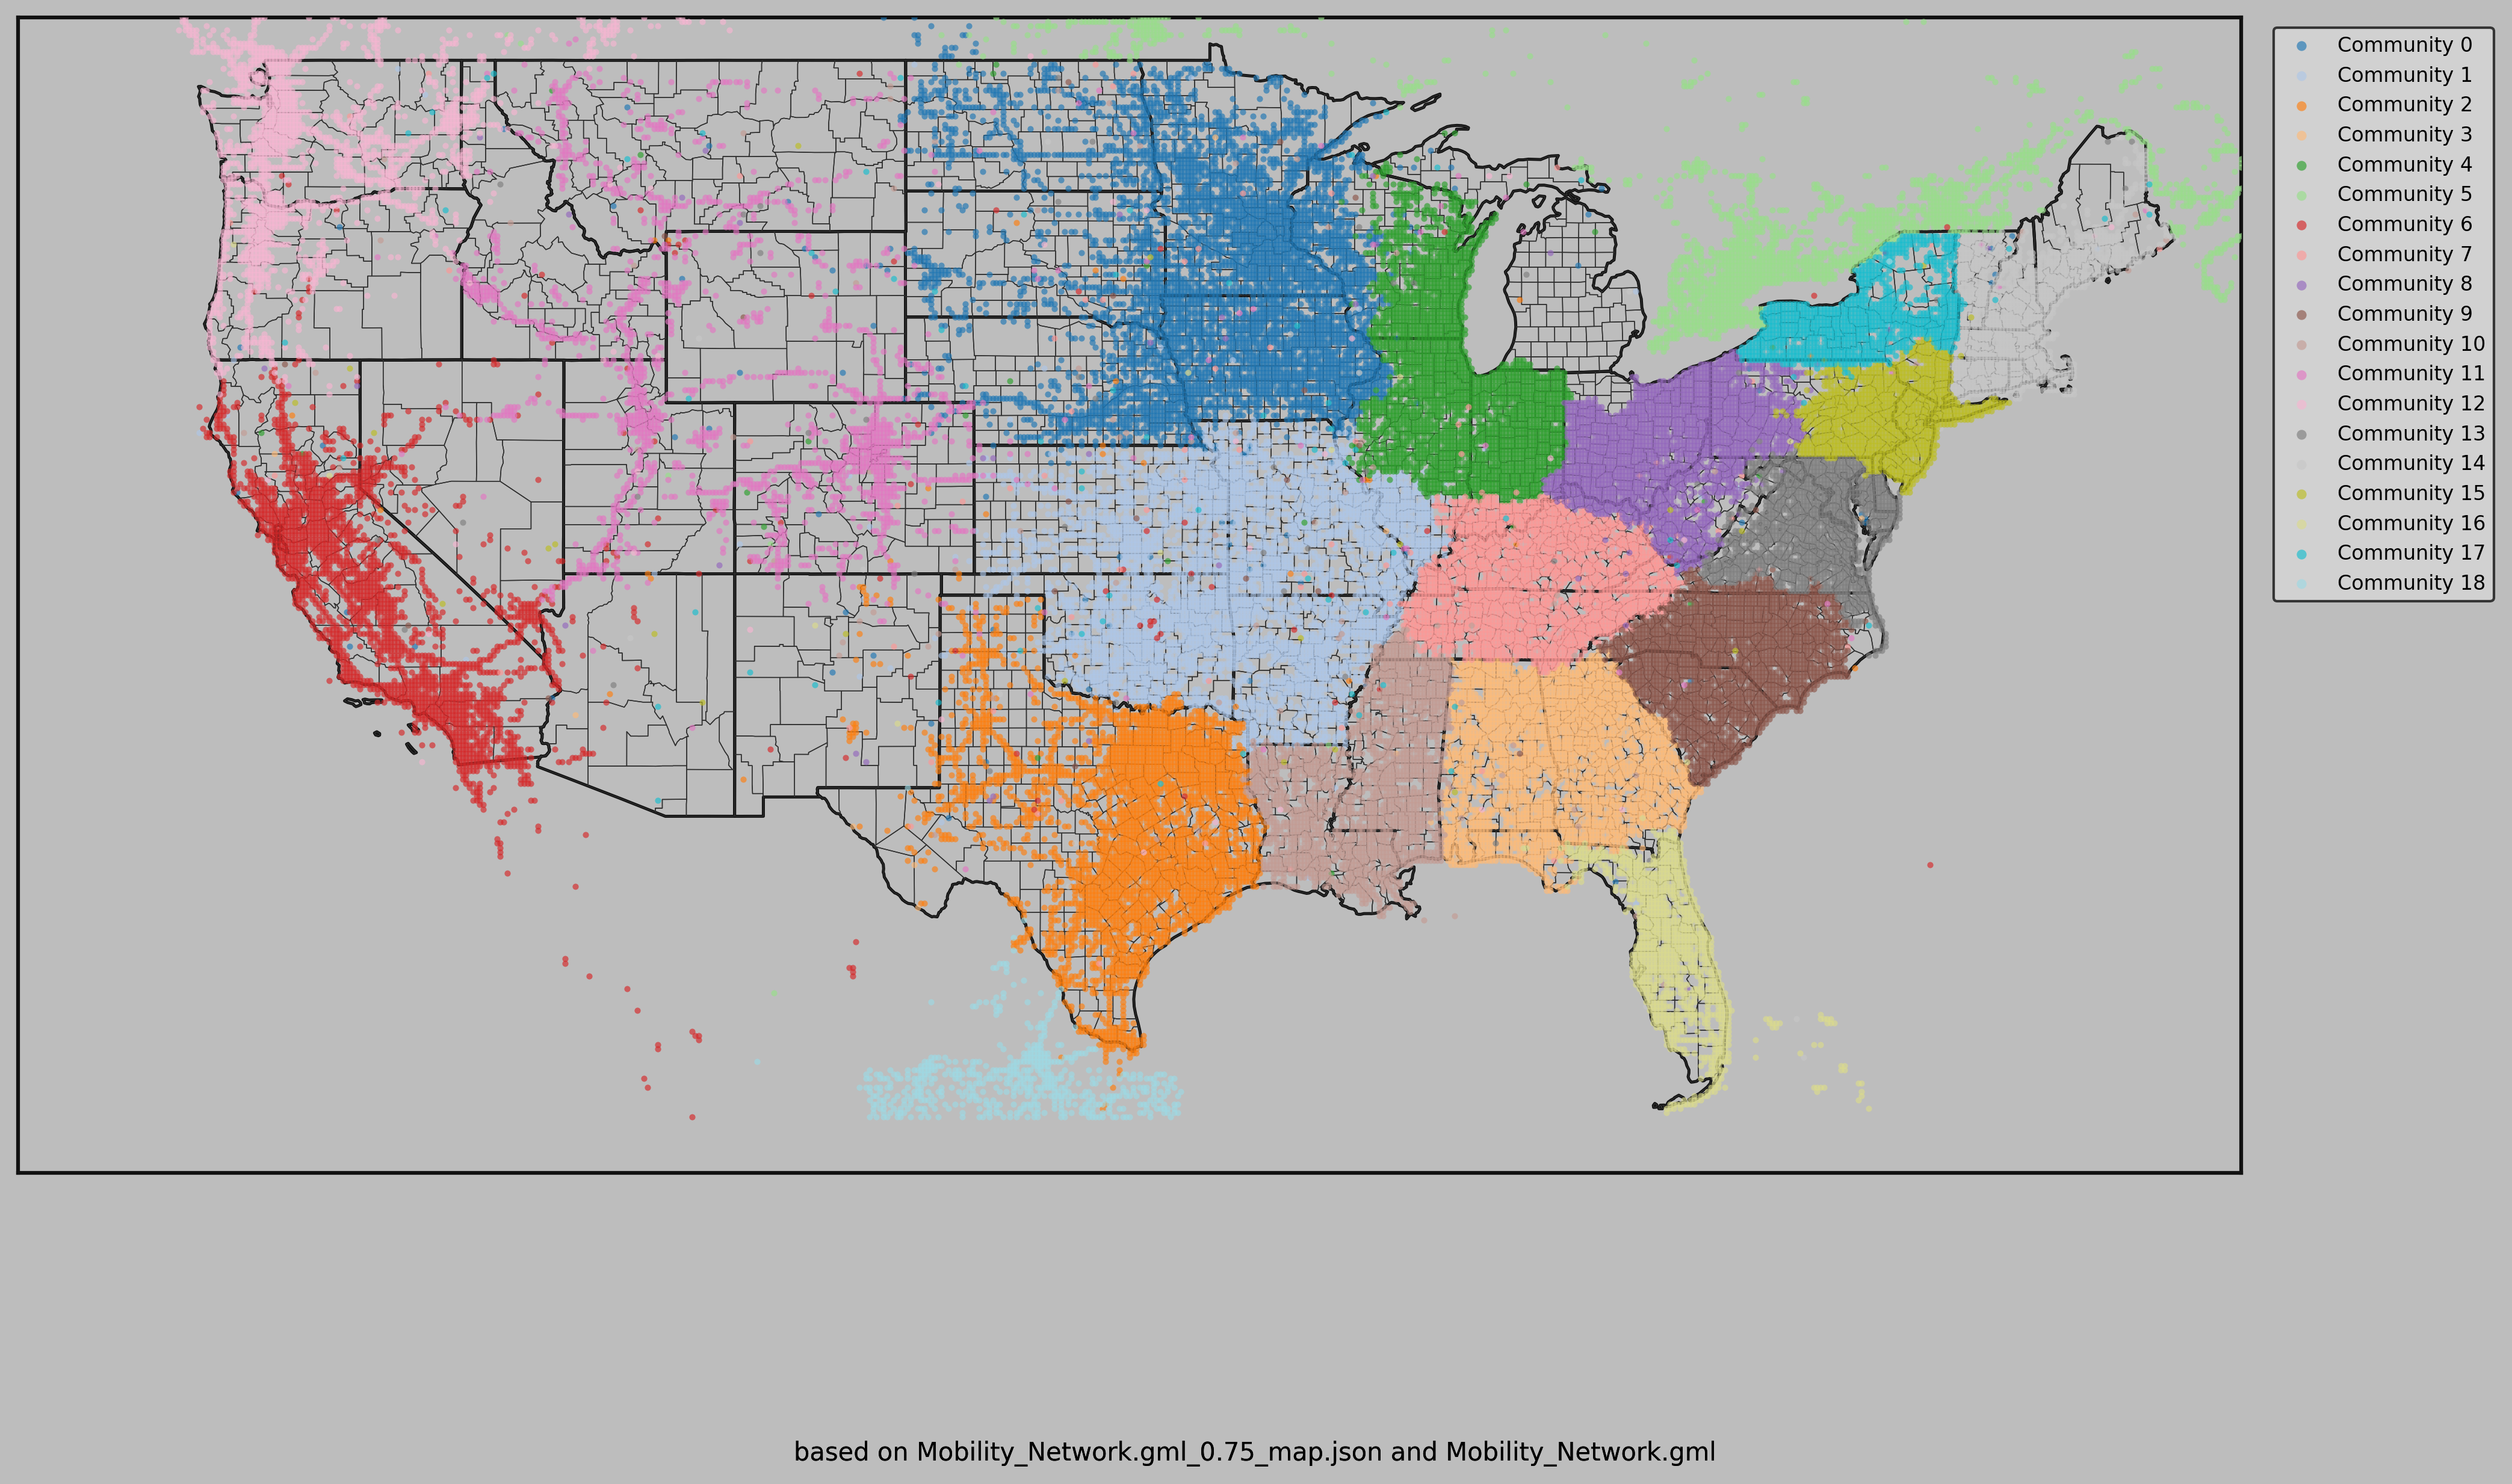 Community 0
Community 1
Community 2
Community 3
Community 4
Community 5
Community 6
Community 7
Community 8
Community 9
Community 10
Community 11
Community 12
Community 13
Community 14
Community 15
Community 16
Community 17
Community 18
based on Mobility_Network.gml_0.75_map.json and Mobility_Network.gml